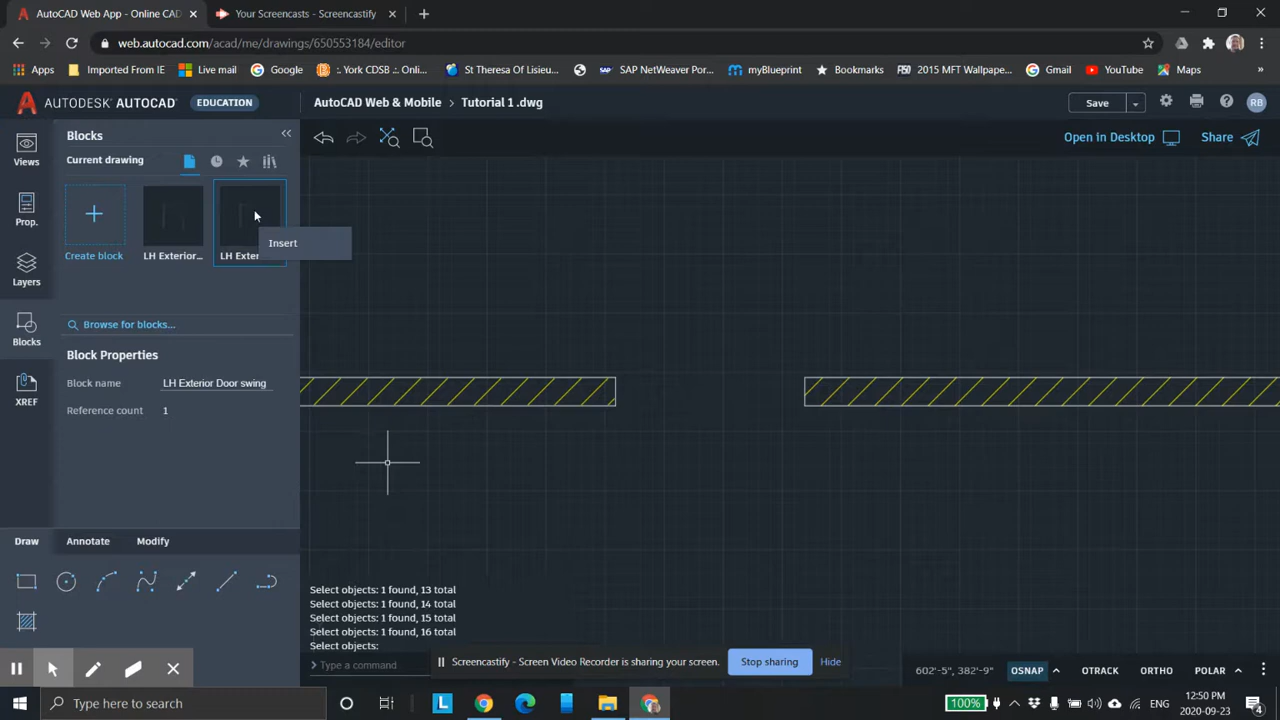 AutoCAD Web App - Online CAD
Your Screencasts - Screencastify
web.autocad.com/acad/me/drawings/650553184/editor
Apps
Imported From IE
Live mail
Google
:. York CDSB .:. Onli...
St Theresa Of Lisieu...
SAP NetWeaver Por...
myBlueprint
Bookmarks
2015 MFT Wallpape...
Gmail
YouTube
Maps
AUTODESK® AUTOCAD™
EDUCATION
AutoCAD Web & Mobile > Tutorial 1 .dwg
Save
RB
Views
Prop.
Layers
Blocks
XREF
Blocks
Current drawing
Open in Desktop
Share
Create block
LH Exterior...
LH Exter
Insert
Browse for blocks...
Block Properties
Block name
LH Exterior Door swing
Reference count
1
Draw
Annotate
Modify
Select objects: 1 found, 13 total
Select objects: 1 found, 14 total
Select objects: 1 found, 15 total
Select objects: 1 found, 16 total
Select objects:
Type a command
Screencastify - Screen Video Recorder is sharing your screen.
Stop sharing
Hide
602'-5", 382'-9"
OSNAP
OTRACK
ORTHO
POLAR
Type here to search
100%
ENG
12:50 PM
2020-09-23
4